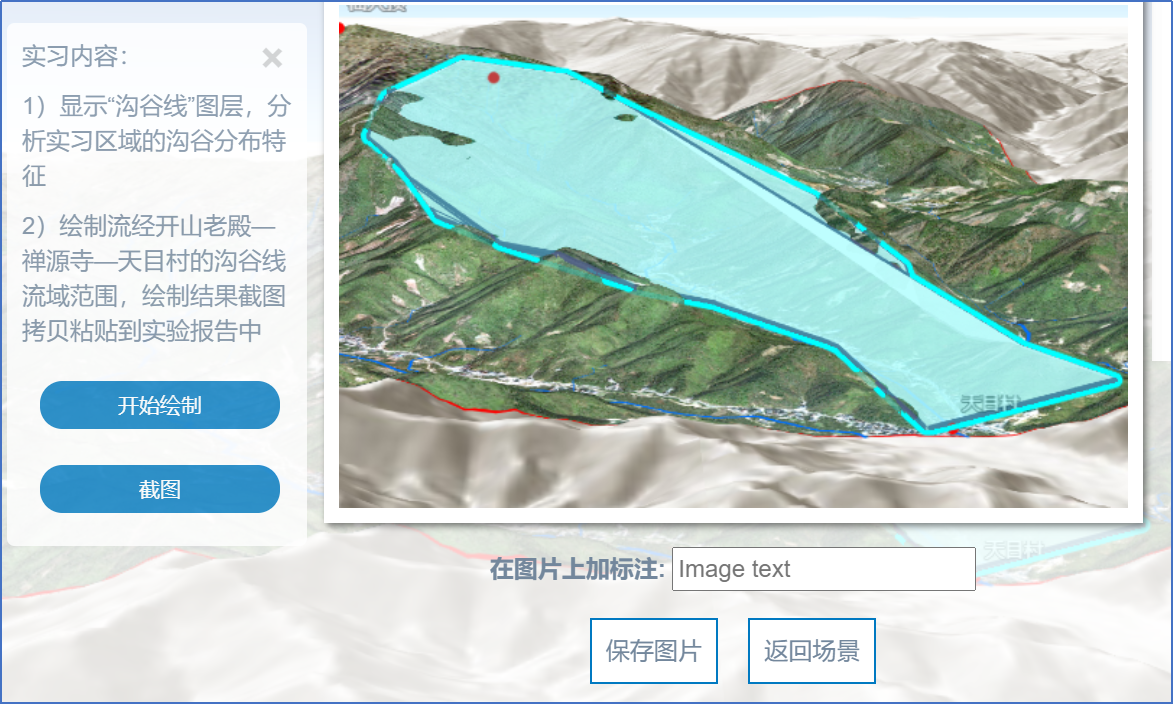 仙人顶
实习内容：
1）显示“沟谷线”图层，分
析实习区域的沟谷分布特
征
2）绘制流经开山老殿—
禅源寺—天目村的沟谷线
流域范围，绘制结果截图
拷贝粘贴到实验报告中
开始绘制
截图
天目村
天目村
在图片上加标注: Image text
保存图片 返回场景